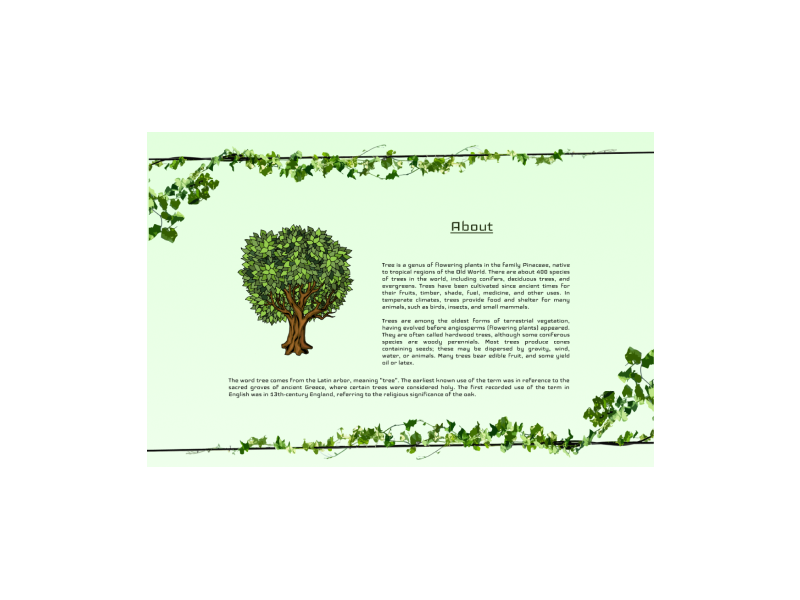 About
Tree is a genus of flowering plants in the family Pinaceae, native
to tropical regions of the Old World. There are about 400 species
of trees in the world, including conifers, deciduous trees, and
evergreens. Trees have been cultivated since ancient times for
their fruits, timber, shade, fuel, medicine, and other uses. In
temperate climates, trees provide food and shelter for many
animals, such as birds, insects, and small mammals.
Trees are among the oldest forms of terrestrial vegetation,
having evolved before angiosperms (flowering plants) appeared.
They are often called hardwood trees, although some coniferous
species are woody perennials. Most trees produce cones
containing seeds; these may be dispersed by gravity, wind,
water, or animals. Many trees bear edible fruit, and some yield
oil or latex.
The word tree comes from the Latin arbor, meaning "tree". The earliest known use of the term was in reference to the
sacred groves of ancient Greece, where certain trees were considered holy. The first recorded use of the term in
English was in 13th-century England, referring to the religious significance of the oak.